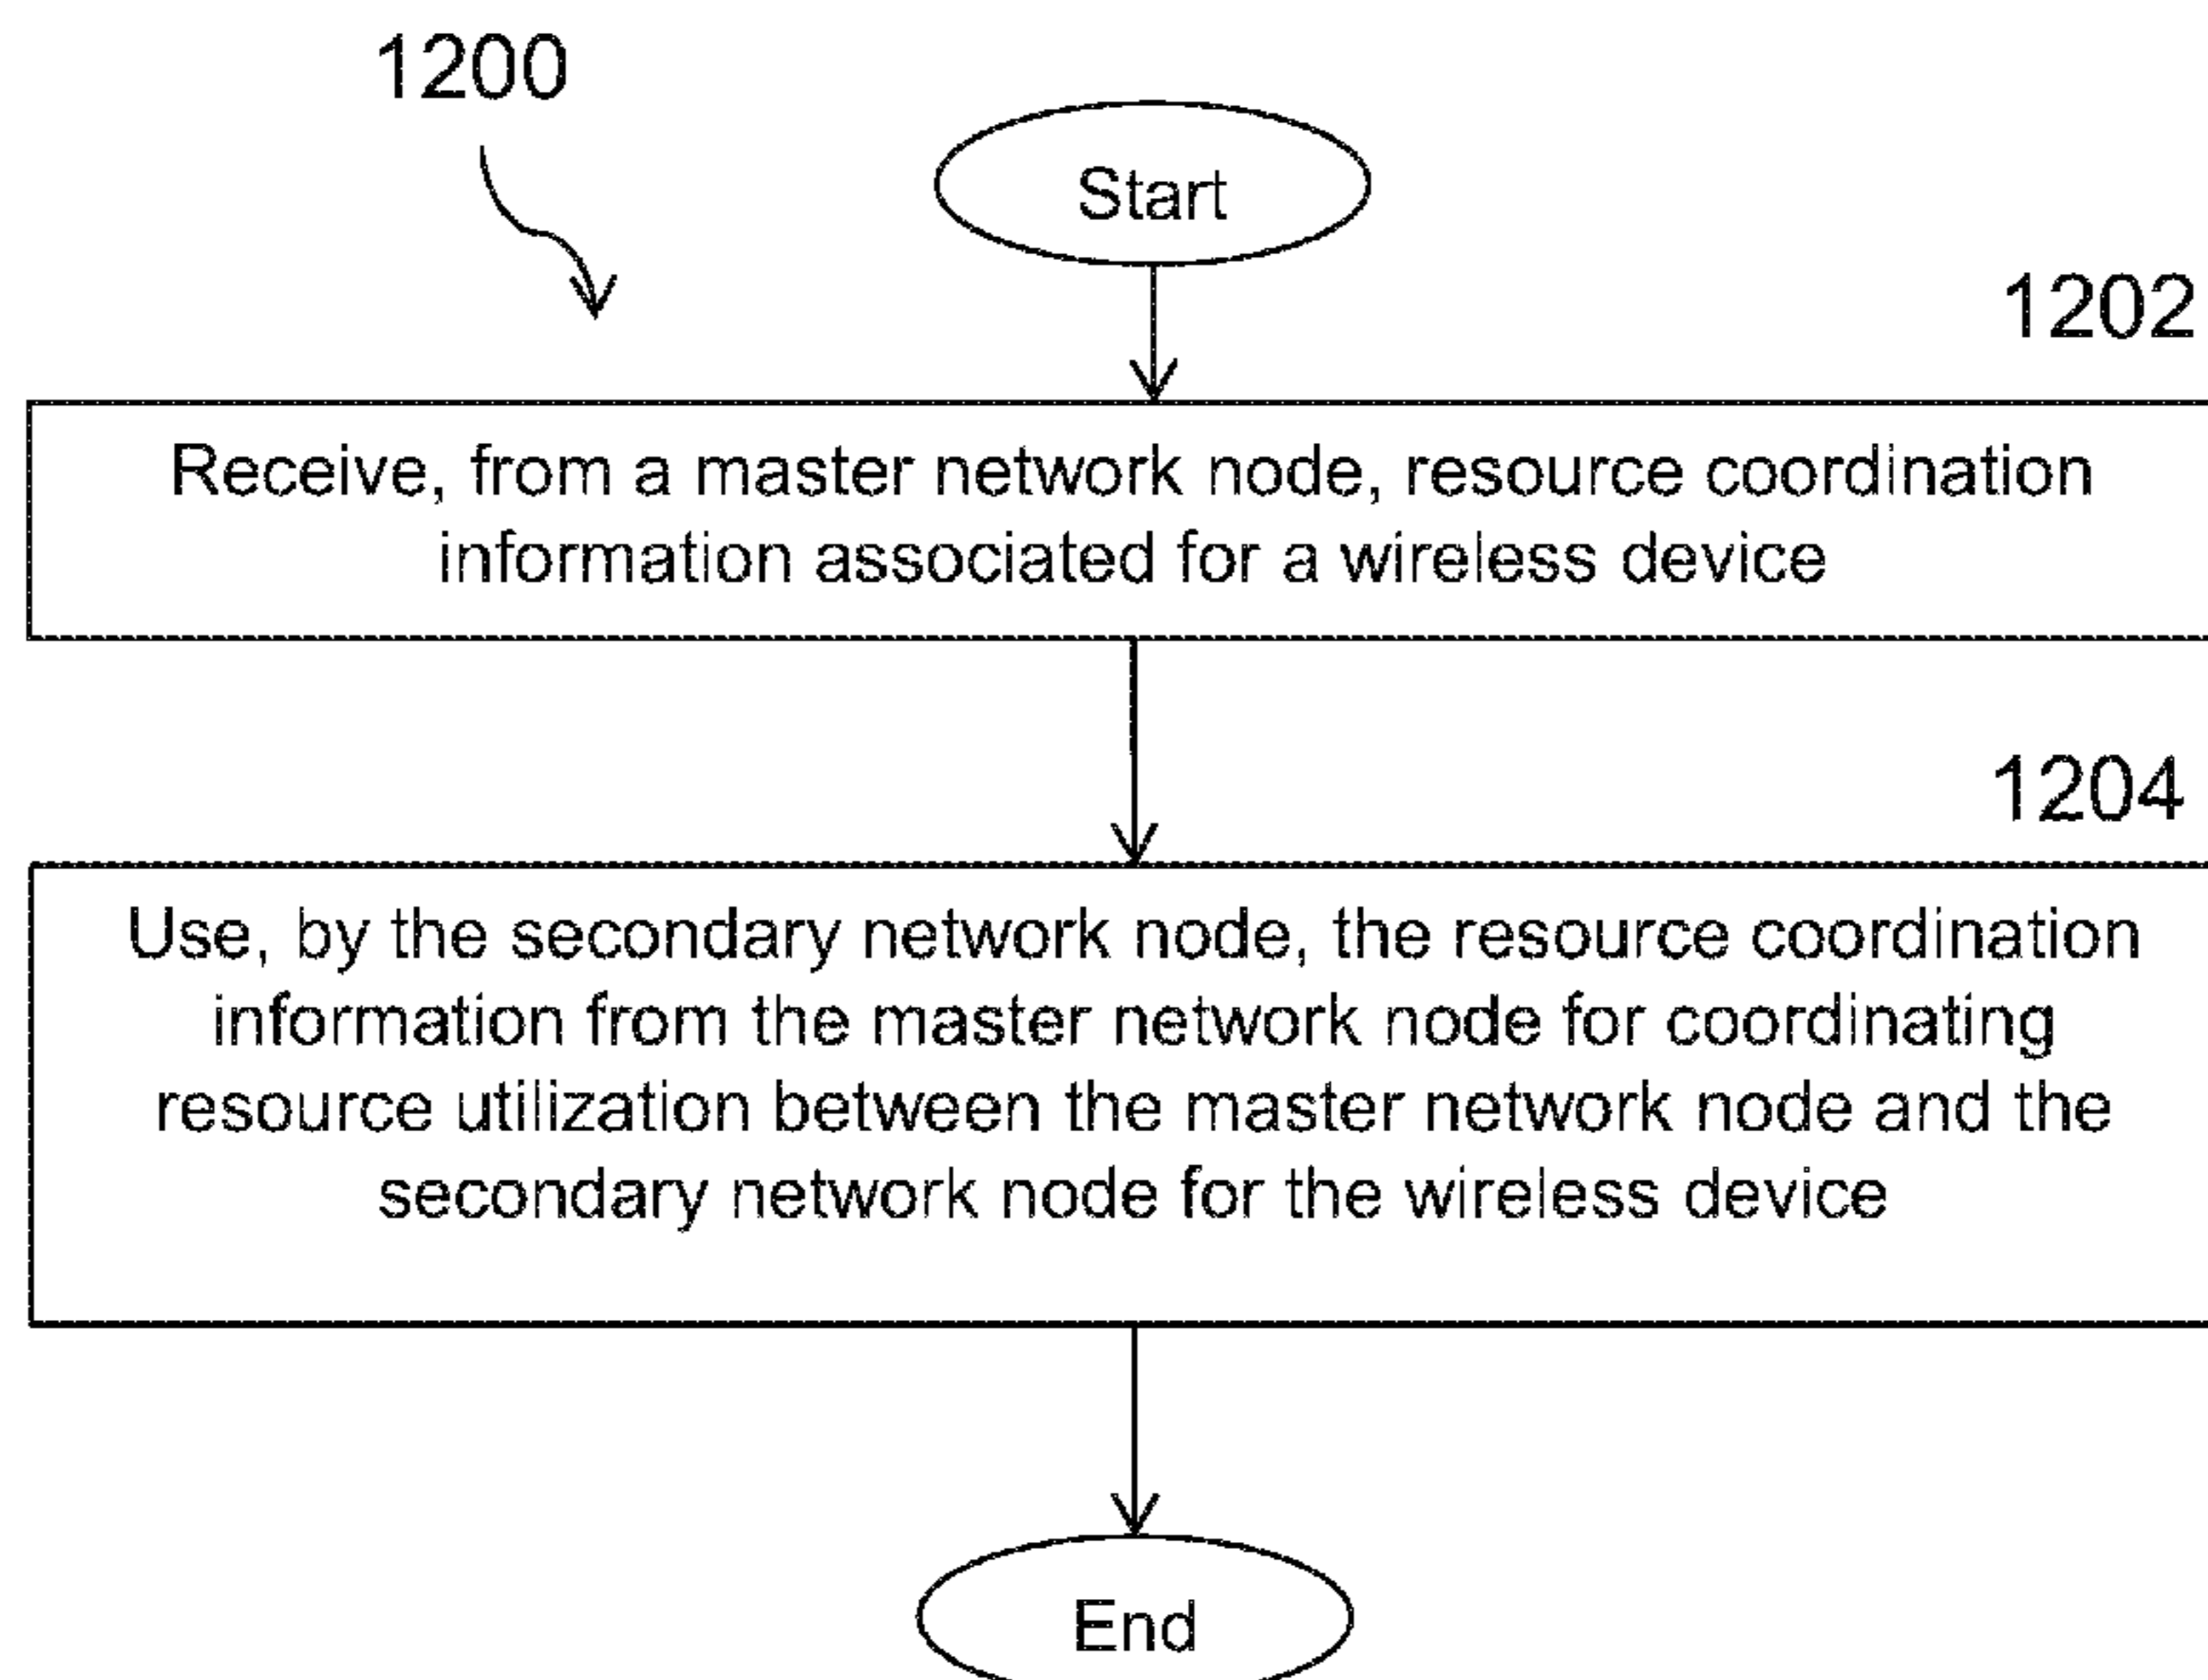 1200
Start
1202
Receive, from a master network node, resource coordination
information associated for a wireless device
1204
Use, by the secondary network node, the resource coordination
information from the master network node for coordinating
resource utilization between the master network node and the
secondary network node for the wireless device
End